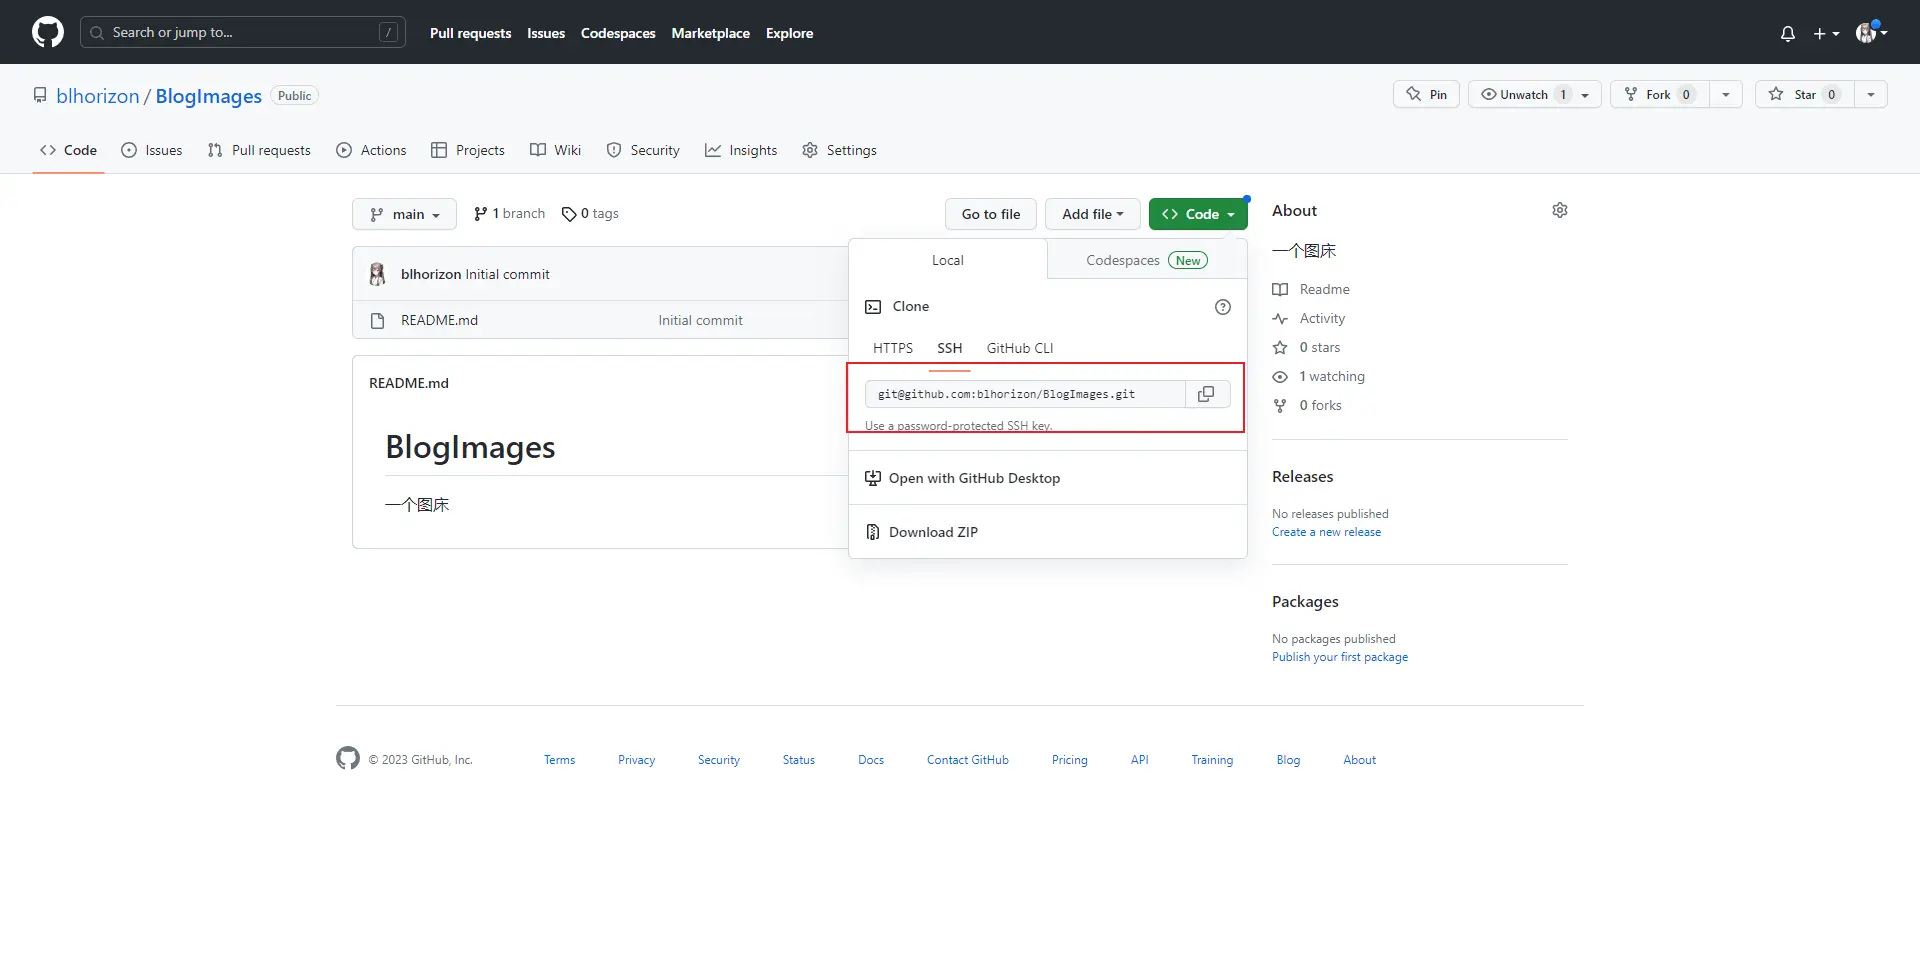 Search or jump to... /
Pull requests Issues Codespaces Marketplace Explore
blhorizon / BlogImages Public
Pin Unwatch 1 Fork 0 Star 0
Code Issues Pull requests Actions Projects Wiki Security Insights Settings
main 1 branch 0 tags Go to file Add file Code
blhorizon Initial commit
README.md Initial commit
README.md
BlogImages
一个图床
Local Codespaces New
Clone
HTTPS SSH GitHub CLI
git@github.com:blhorizon/BlogImages.git
Use a password-protected SSH key.
Open with GitHub Desktop
Download ZIP
About
一个图床
Readme
Activity
0 stars
1 watching
0 forks
Releases
No releases published
Create a new release
Packages
No packages published
Publish your first package
© 2023 GitHub, Inc. Terms Privacy Security Status Docs Contact GitHub Pricing API Training Blog About